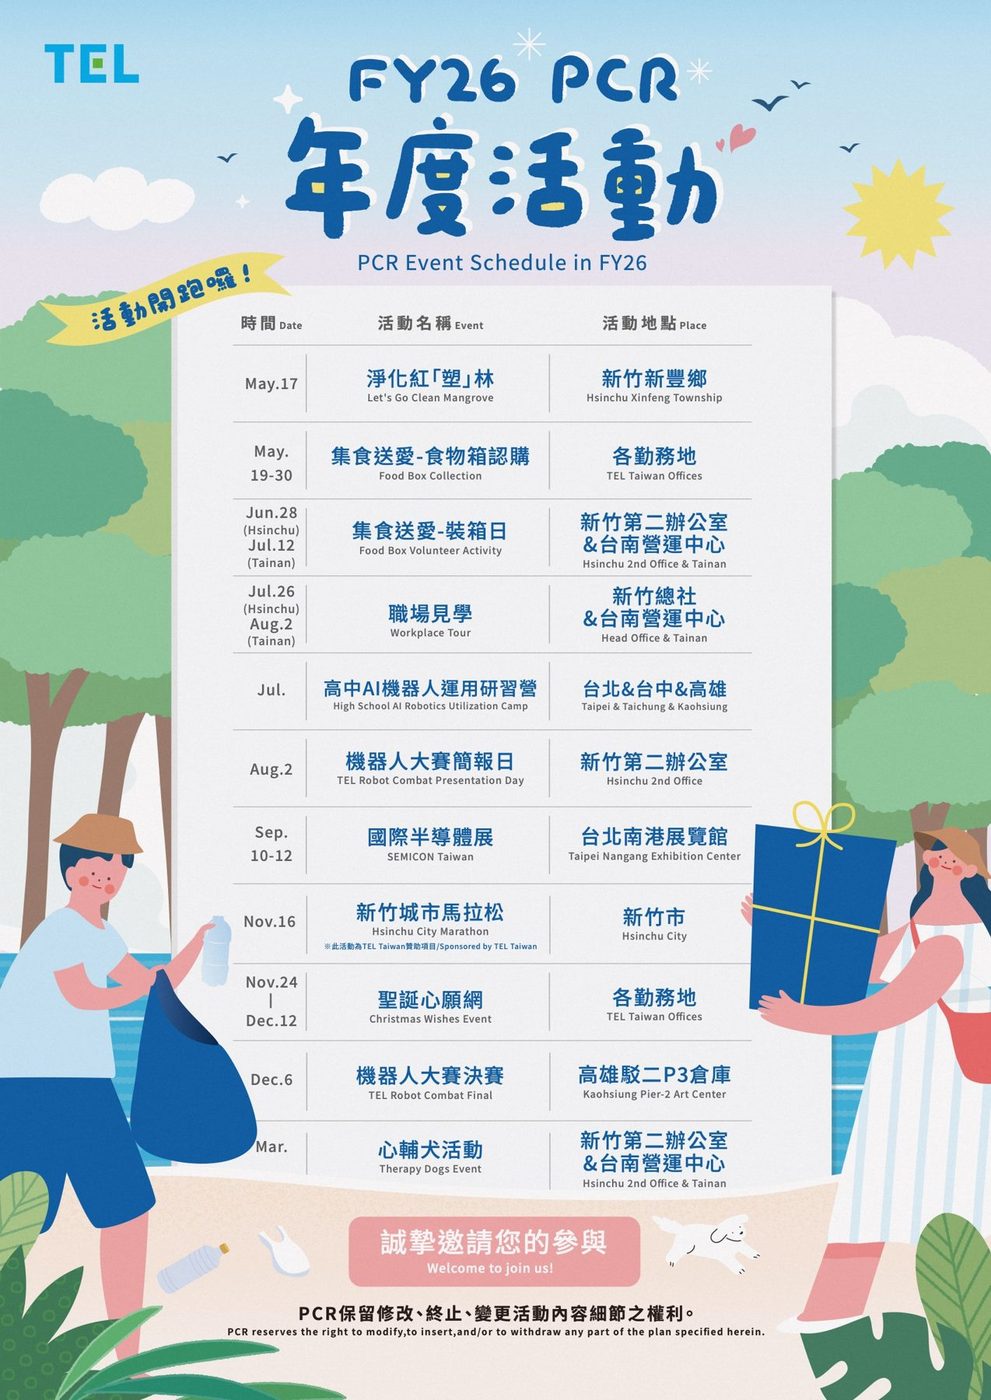 TEL
FY26 PCR
年度活動
PCR Event Schedule in FY26
活動開跑囉！
時間 Date 活動名稱 Event 活動地點 Place
May.17
淨化紅「塑」林
Let's Go Clean Mangrove
新竹新豐鄉
Hsinchu Xinfeng Township
May.
19-30
集食送愛-食物箱認購
Food Box Collection
各勤務地
TEL Taiwan Offices
Jun.28
(Hsinchu)
Jul.12
(Tainan)
集食送愛-裝箱日
Food Box Volunteer Activity
新竹第二辦公室
&台南營運中心
Hsinchu 2nd Office & Tainan
Jul.26
(Hsinchu)
Aug.2
(Tainan)
職場見學
Workplace Tour
新竹總社
&台南營運中心
Head Office & Tainan
Jul.
高中AI機器人運用研習營
High School AI Robotics Utilization Camp
台北&台中&高雄
Taipei & Taichung & Kaohsiung
Aug.2
機器人大賽簡報日
TEL Robot Combat Presentation Day
新竹第二辦公室
Hsinchu 2nd Office
Sep.
10-12
國際半導體展
SEMICON Taiwan
台北南港展覽館
Taipei Nangang Exhibition Center
Nov.16
新竹城市馬拉松
Hsinchu City Marathon
※此活動為TEL Taiwan贊助項目/Sponsored by TEL Taiwan
新竹市
Hsinchu City
Nov.24
|
Dec.12
聖誕心願網
Christmas Wishes Event
各勤務地
TEL Taiwan Offices
Dec.6
機器人大賽決賽
TEL Robot Combat Final
高雄駁二P3倉庫
Kaohsiung Pier-2 Art Center
Mar.
心輔犬活動
Therapy Dogs Event
新竹第二辦公室
&台南營運中心
Hsinchu 2nd Office & Tainan
誠摯邀請您的參與
Welcome to join us!
PCR保留修改、終止、變更活動內容細節之權利。
PCR reserves the right to modify,to insert,and/or to withdraw any part of the plan specified herein.